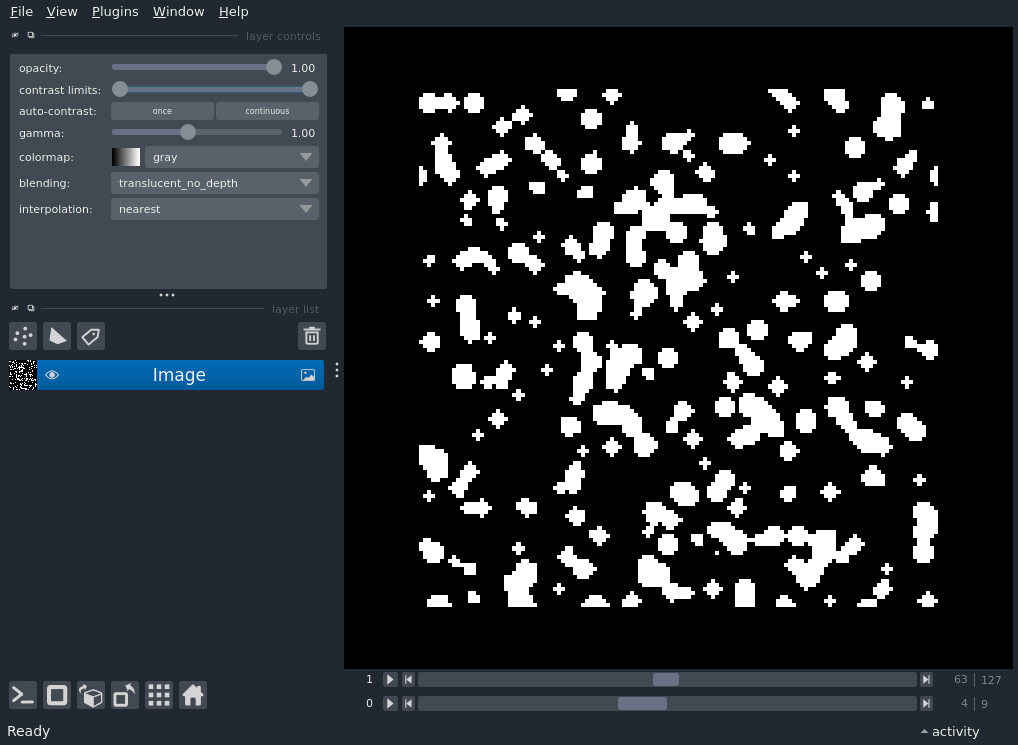 File View Plugins Window Help
layer controls
opacity: 1.00
contrast limits:
auto-contrast: once continuous
gamma: 1.00
colormap: gray
blending: translucent_no_depth
interpolation: nearest
layer list
Image
1 63 127
0 4 9
Ready activity